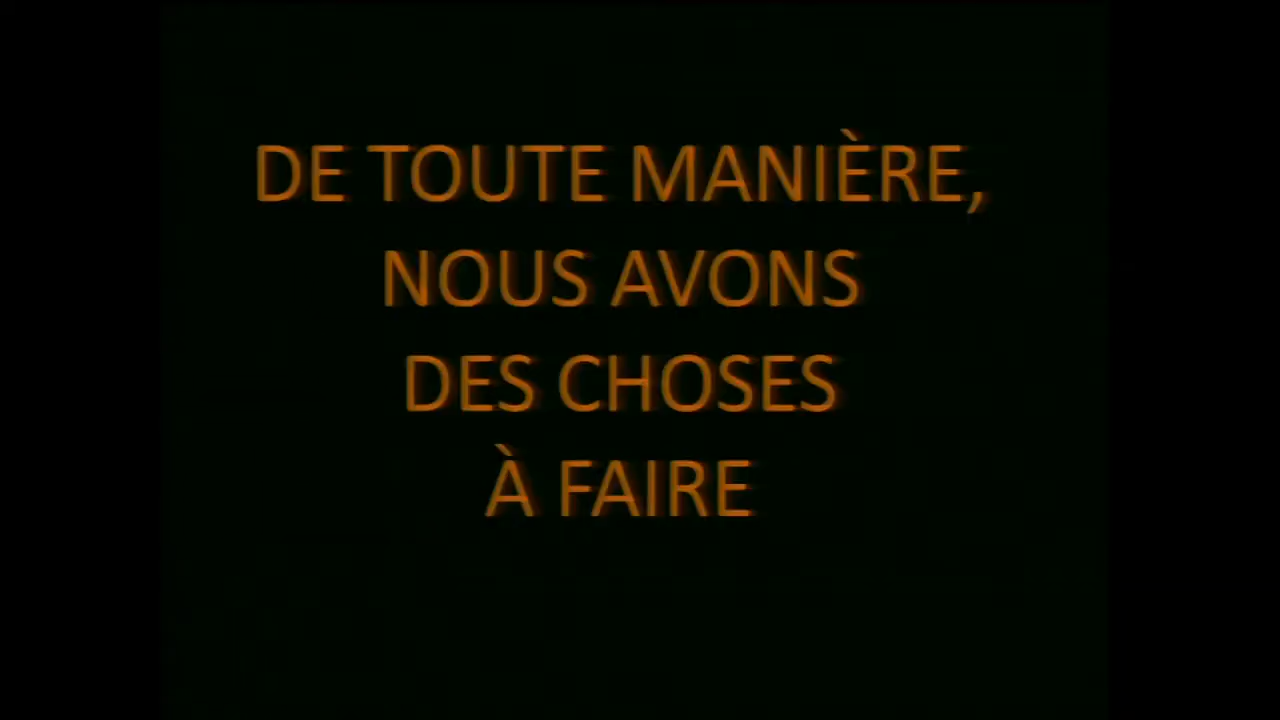 DE TOUTE MANIÈRE,
NOUS AVONS
DES CHOSES
À FAIRE